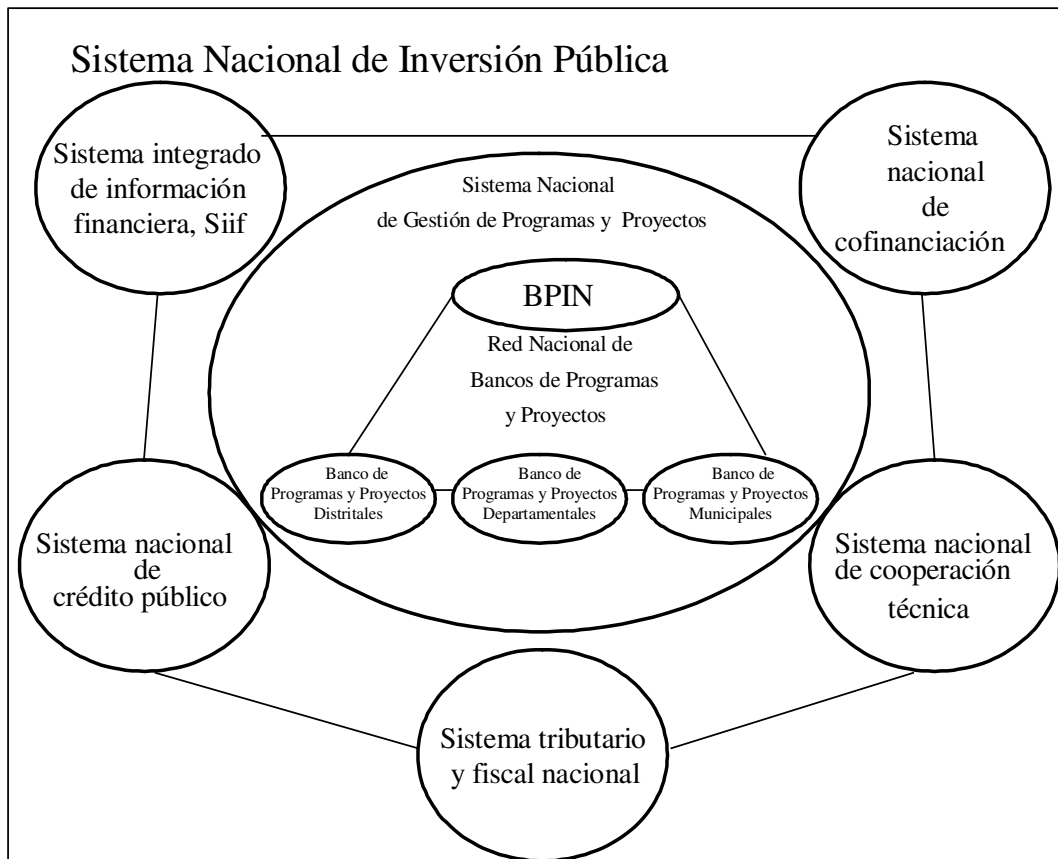 Sistema Nacional de Inversión Pública
Sistema integrado
de información
financiera, Siif
Sistema
nacional
de
cofinanciación
Sistema Nacional
de Gestión de Programas y Proyectos
BPIN
Red Nacional de
Bancos de Programas
y Proyectos
Banco de
Programas y Proyectos
Distritales
Banco de
Programas y Proyectos
Departamentales
Banco de
Programas y Proyectos
Municipales
Sistema nacional
de
crédito público
Sistema nacional
de cooperación
técnica
Sistema tributario
y fiscal nacional